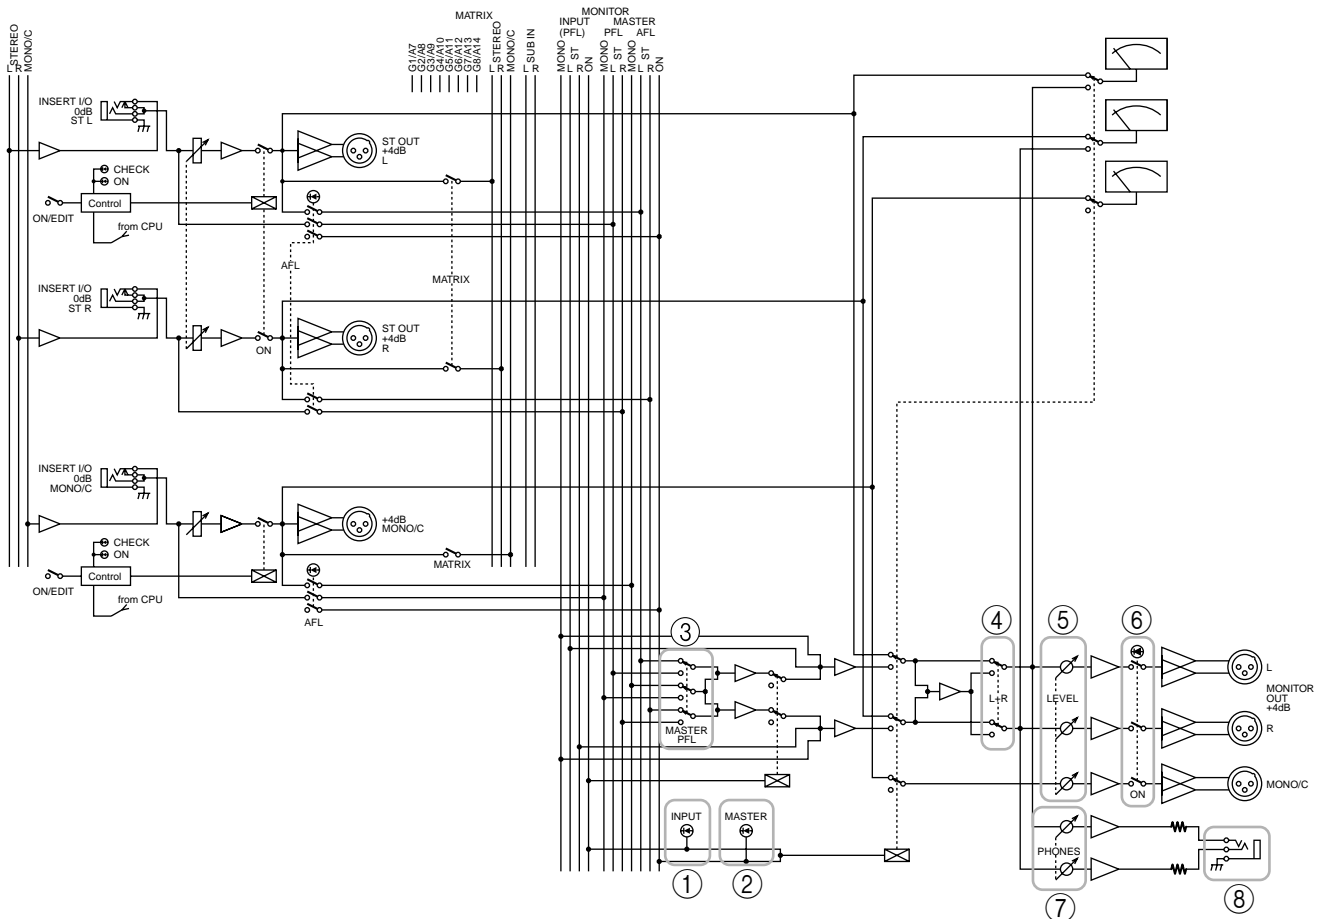 MONITOR
MATRIX
INPUT
(PFL)
MASTER
PFL AFL
L STEREO
R
MONO/C
G1/A7
G2/A8
G3/A9
G4/A10
G5/A11
G6/A12
G7/A13
G8/A14
L STEREO
R
MONO/C
L SUB IN
R
MONO
L ST
R
ON
MONO
L ST
R
MONO
L ST
R
ON
INSERT I/O
0dB
ST L
ST OUT
+4dB
L
CHECK
ON
Control
ON/EDIT
from CPU
AFL
MATRIX
INSERT I/O
0dB
ST R
ST OUT
+4dB
R
ON
INSERT I/O
0dB
MONO/C
+4dB
MONO/C
CHECK
ON
MATRIX
Control
ON/EDIT
from CPU
AFL
③
④
⑤
⑥
L
L+R
LEVEL
MONITOR
OUT
+4dB
MASTER
PFL
R
ON
MONO/C
INPUT
MASTER
PHONES
①
②
⑦
⑧